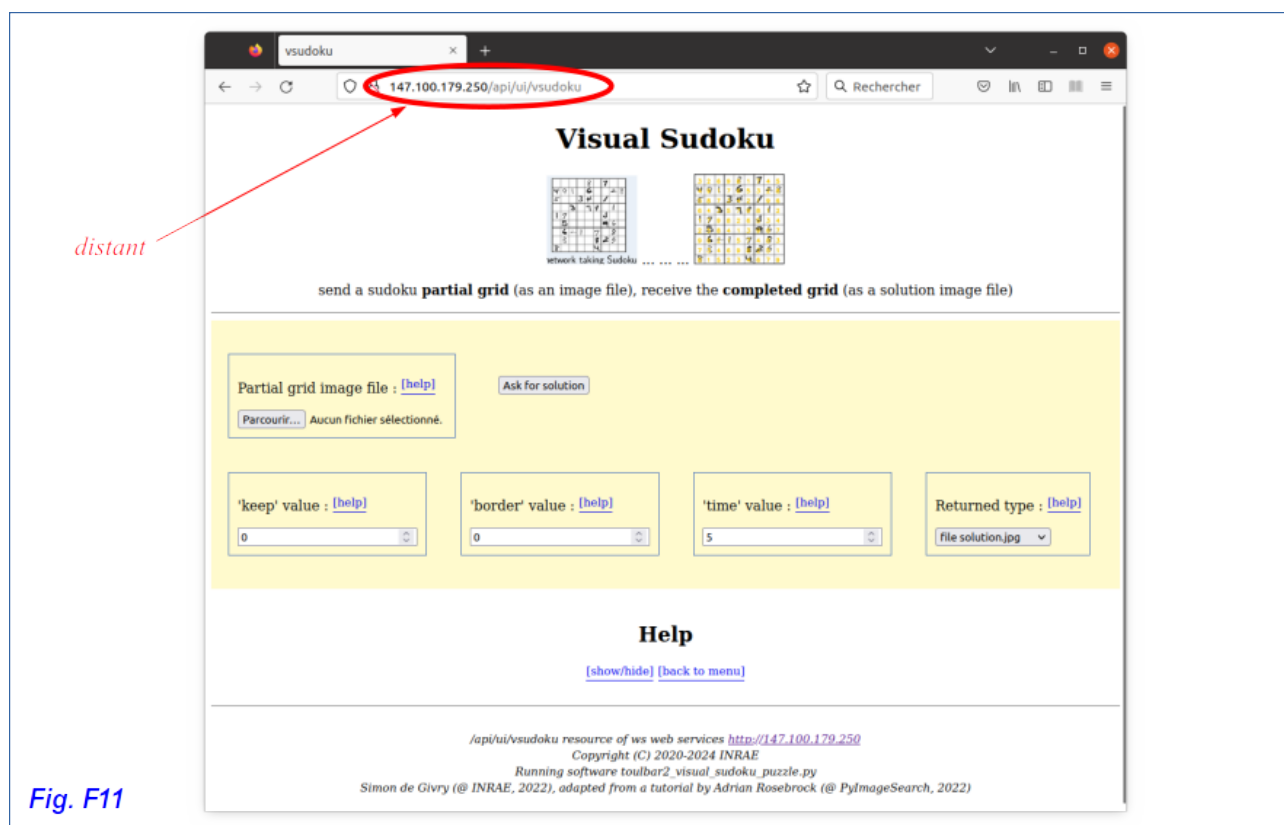 vsudoku
147.100.179.250/api/ui/vsudoku
Rechercher
Visual Sudoku
distant
network taking Sudoku ... ... ...
send a sudoku partial grid (as an image file), receive the completed grid (as a solution image file)
Partial grid image file : [help]
Ask for solution
Parcourir... Aucun fichier sélectionné.
'keep' value : [help]
'border' value : [help]
'time' value : [help]
Returned type : [help]
0
0
5
file solution.jpg
Help
[show/hide] [back to menu]
/api/ui/vsudoku resource of ws web services http://147.100.179.250
Copyright (C) 2020-2024 INRAE
Running software toulbar2_visual_sudoku_puzzle.py
Simon de Givry (@ INRAE, 2022), adapted from a tutorial by Adrian Rosebrock (@ PyImageSearch, 2022)
Fig. F11